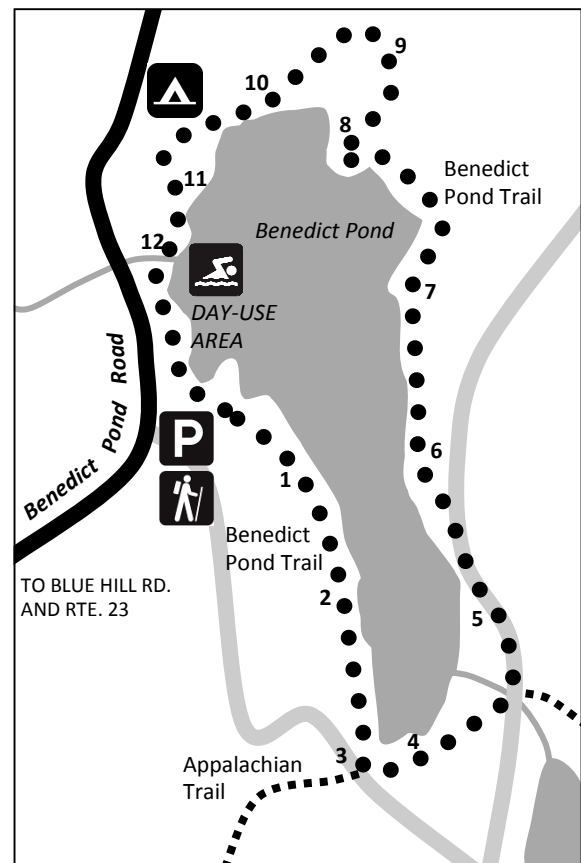 9
10
8
Benedict
Pond Trail
11
Benedict Pond
12
DAY-USE
AREA
7
Benedict Pond Road
P
6
1
Benedict
Pond Trail
TO BLUE HILL RD.
AND RTE. 23
2
5
4
3
Appalachian
Trail